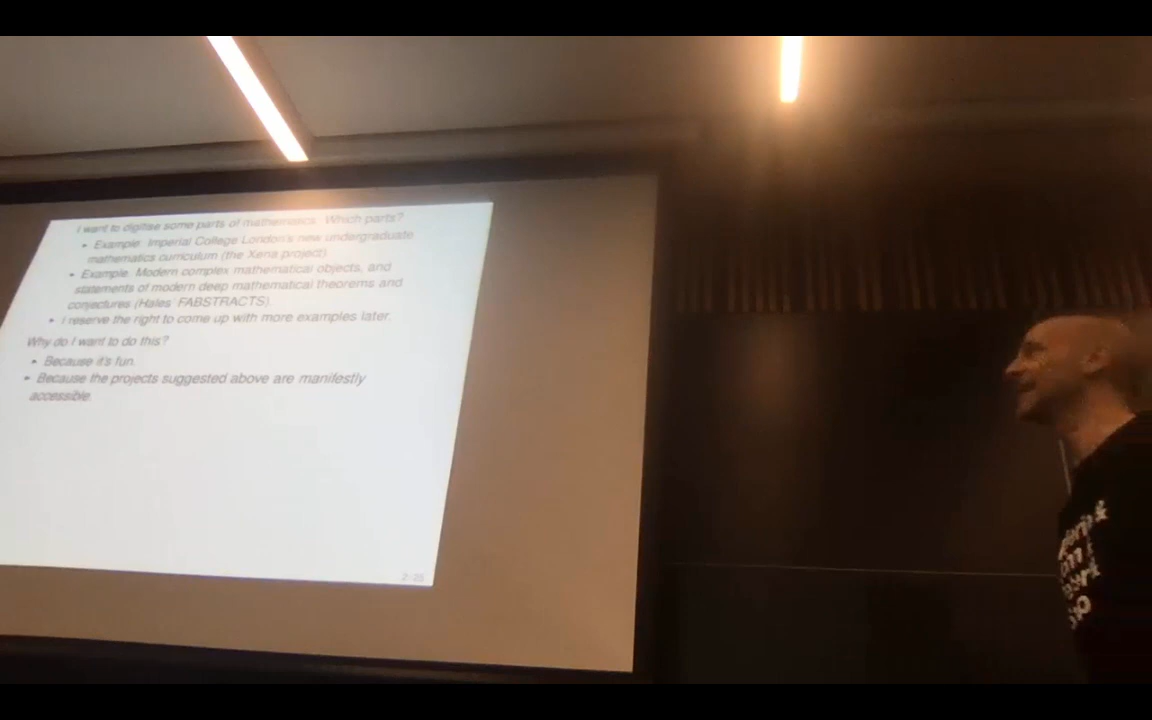 I want to digitise some parts of mathematics. Which parts?
Example: Imperial College London's new undergraduate
mathematics curriculum (the Xena project).
Example: Modern complex mathematical objects, and
statements of modern deep mathematical theorems and
conjectures (Hales' FABSTRACTS).
I reserve the right to come up with more examples later.
Why do I want to do this?
Because it's fun.
Because the projects suggested above are manifestly
accessible.